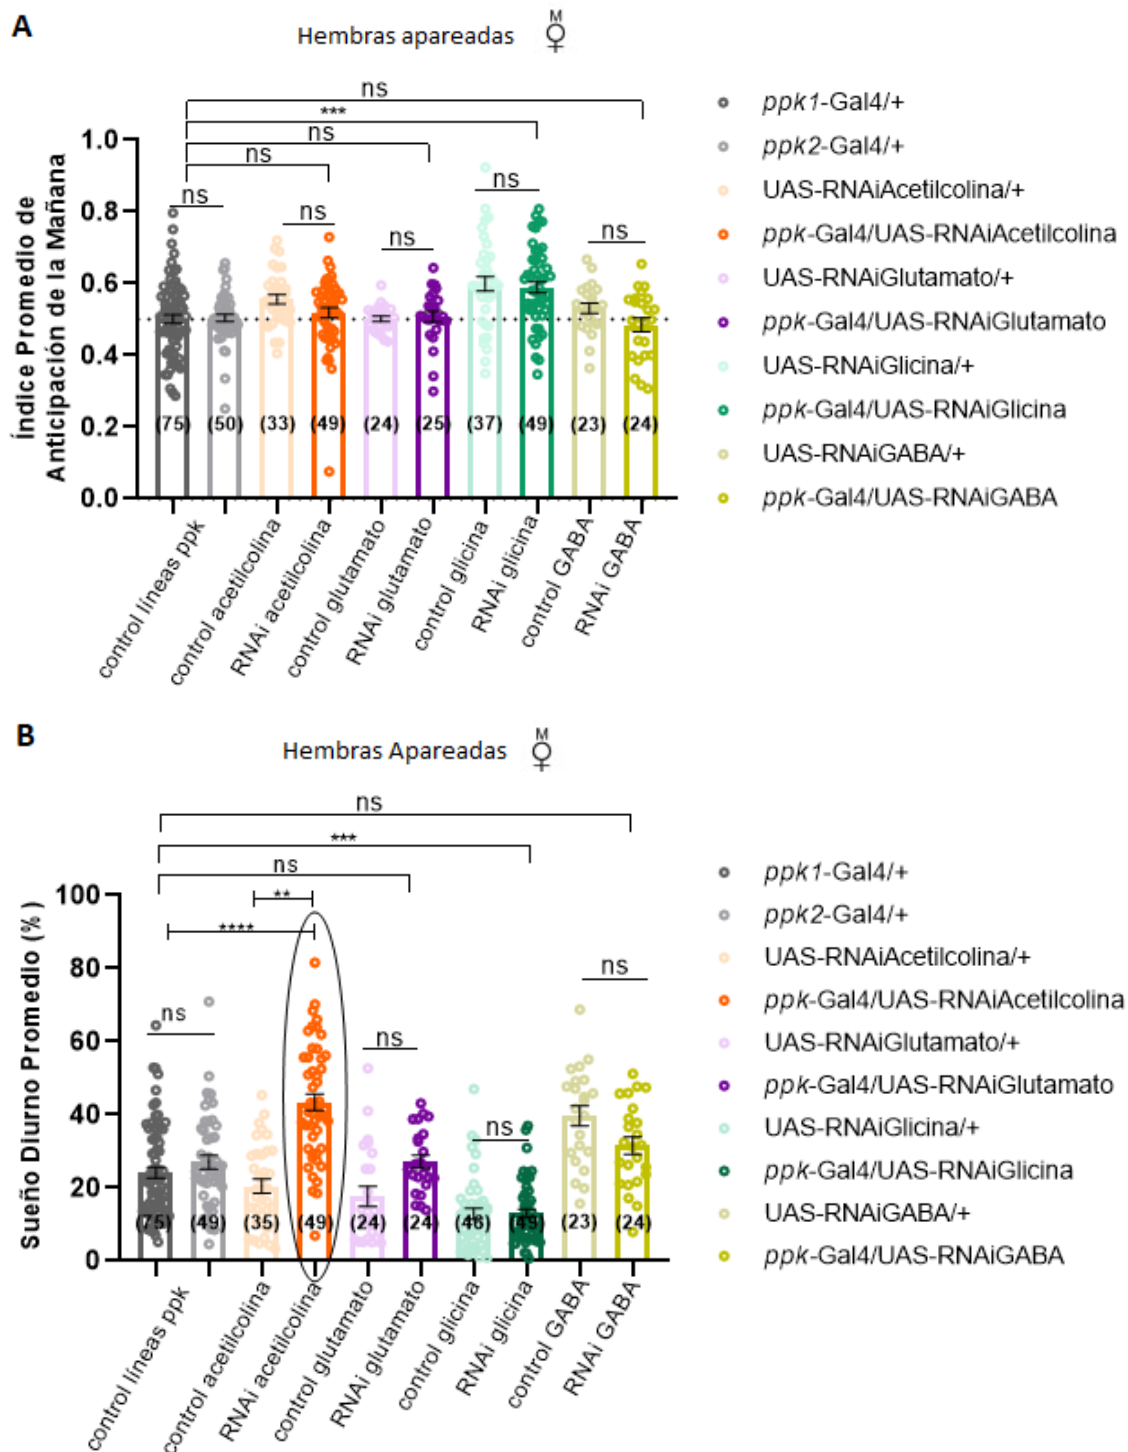 A
Hembras apareadas
M
ns
***
ns
ns
ns
ns
ns
ns
ns
Índice Promedio de
Anticipación de la Mañana
1.0
0.8
0.6
0.4
0.2
0.0
(75)
(50)
(33)
(49)
(24)
(25)
(37)
(49)
(23)
(24)
control líneas ppk
control acetilcolina
RNAi acetilcolina
control glutamato
RNAi glutamato
control glicina
RNAi glicina
control GABA
RNAi GABA
ppk1-Gal4/+
ppk2-Gal4/+
UAS-RNAiAcetilcolina/+
ppk-Gal4/UAS-RNAiAcetilcolina
UAS-RNAiGlutamato/+
ppk-Gal4/UAS-RNAiGlutamato
UAS-RNAiGlicina/+
ppk-Gal4/UAS-RNAiGlicina
UAS-RNAiGABA/+
ppk-Gal4/UAS-RNAiGABA
B
Hembras Apareadas
M
ns
***
ns
**
****
ns
ns
ns
ns
Sueño Diurno Promedio (%)
100
80
60
40
20
0
(75)
(49)
(35)
(49)
(24)
(24)
(48)
(49)
(23)
(24)
control líneas ppk
control acetilcolina
RNAi acetilcolina
control glutamato
RNAi glutamato
control glicina
RNAi glicina
control GABA
RNAi GABA
ppk1-Gal4/+
ppk2-Gal4/+
UAS-RNAiAcetilcolina/+
ppk-Gal4/UAS-RNAiAcetilcolina
UAS-RNAiGlutamato/+
ppk-Gal4/UAS-RNAiGlutamato
UAS-RNAiGlicina/+
ppk-Gal4/UAS-RNAiGlicina
UAS-RNAiGABA/+
ppk-Gal4/UAS-RNAiGABA